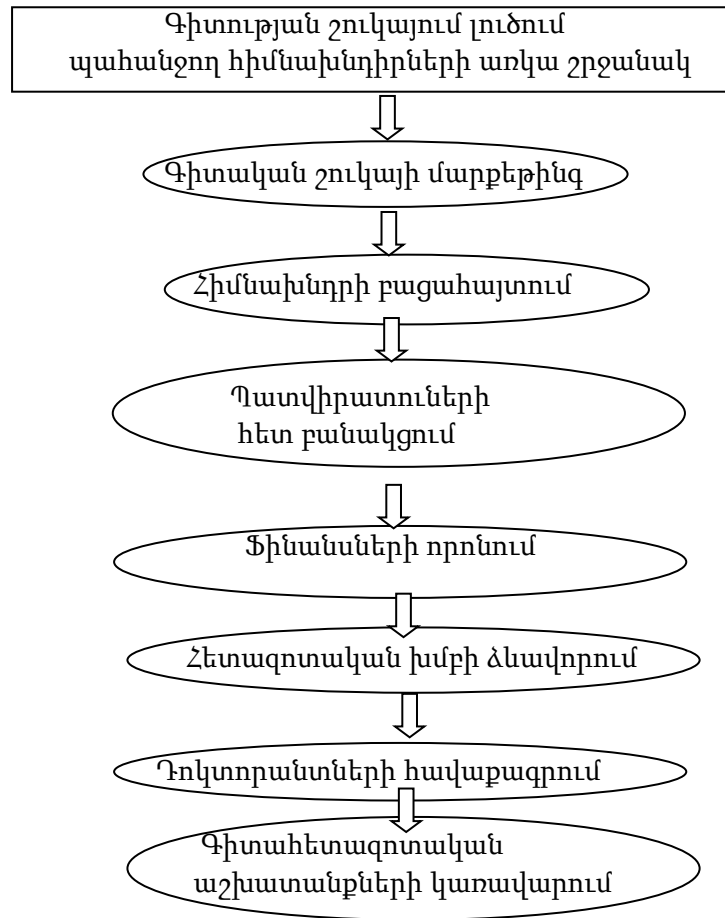 Գիտության շուկայում լուծում
պահանջող հիմնախնդիրների առկա շրջանակ
Գիտական շուկայի մարքեթինգ
Հիմնախնդրի բացահայտում
Պատվիրատուների
հետ բանակցում
Ֆինանսների որոնում
Հետազոտական խմբի ձևավորում
Դոկտորանտների հավաքագրում
Գիտահետազոտական
աշխատանքների կառավարում